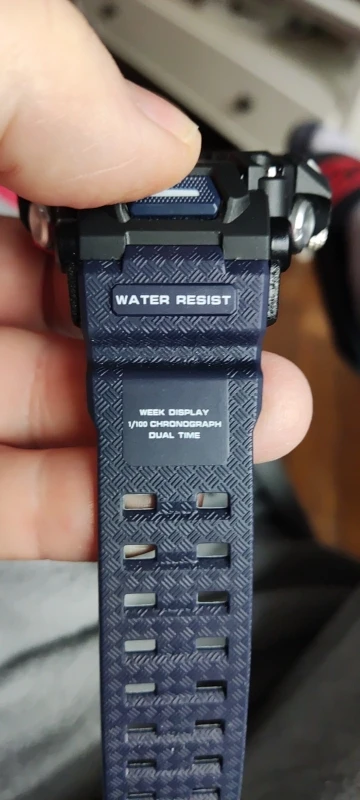 WATER RESIST
WEEK DISPLAY
1/100 CHRONOGRAPH
DUAL TIME